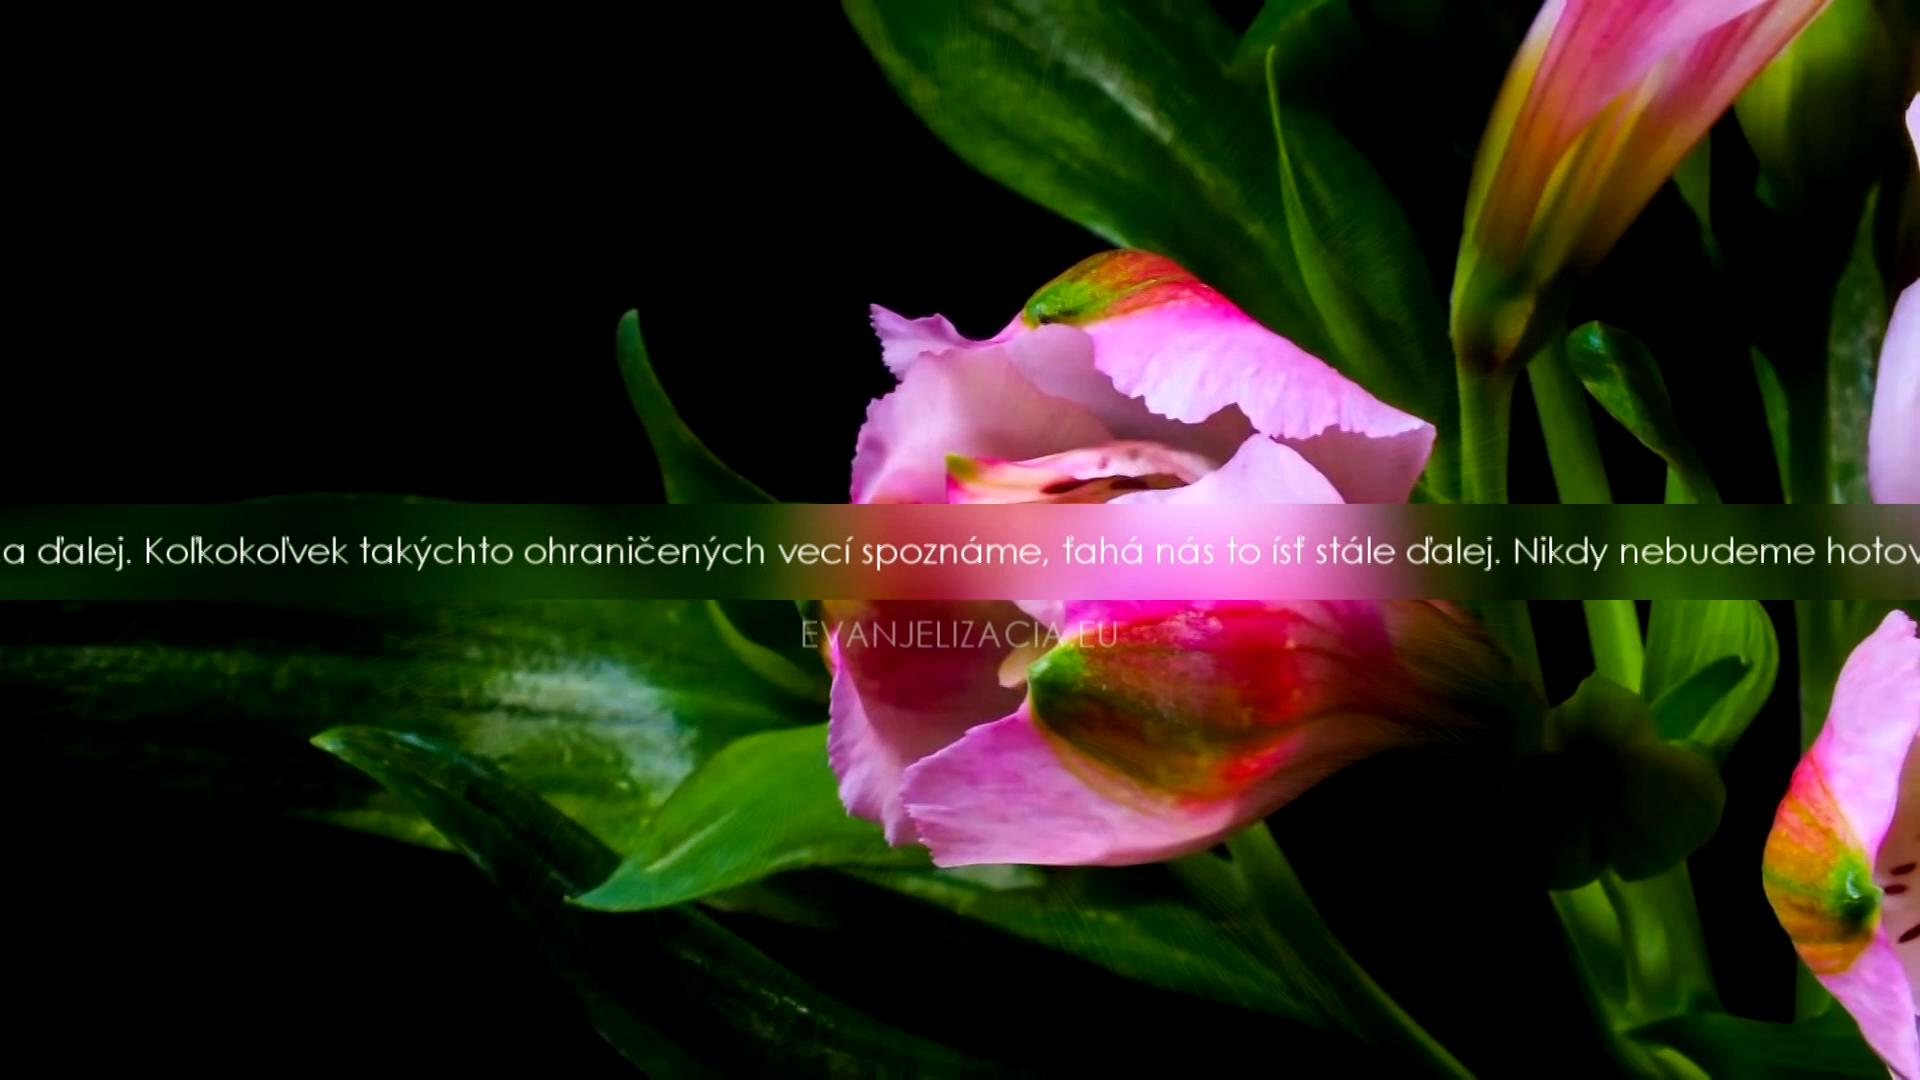 a ďalej. Koľkokoľvek takýchto ohraničených vecí spoznáme, ťahá nás to ísť stále ďalej. Nikdy nebudeme hotov
EVANJELIZACIA.EU